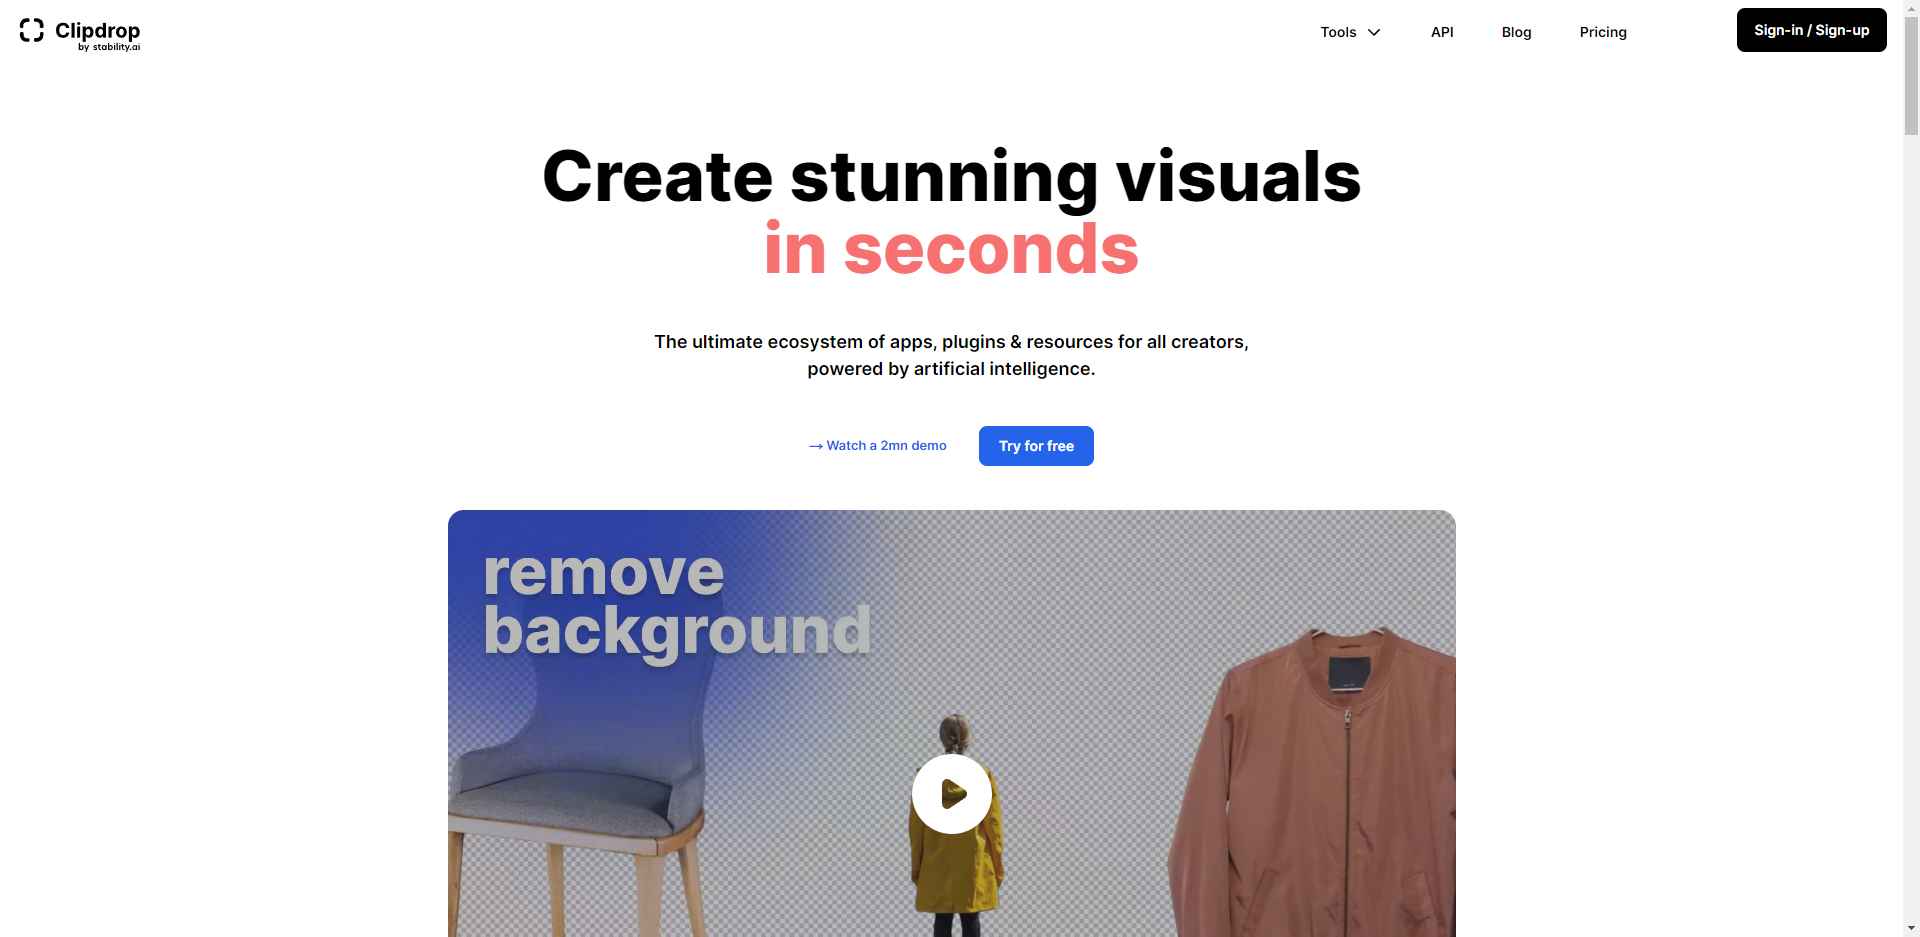 Clipdrop
by stability.ai
Tools
API
Blog
Pricing
Sign-in / Sign-up
Create stunning visuals
in seconds
The ultimate ecosystem of apps, plugins & resources for all creators,
powered by artificial intelligence.
→ Watch a 2mn demo
Try for free
remove
background